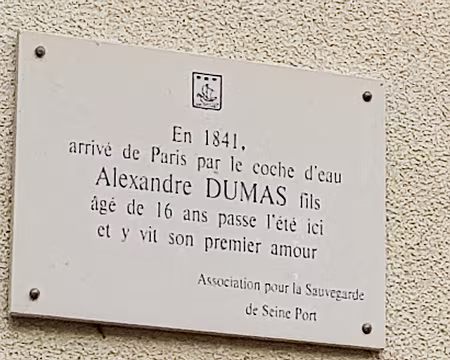 En 1841,
arrivé de Paris par le coche d'eau
Alexandre DUMAS fils
âgé de 16 ans passe l'été ici
et y vit son premier amour
Association pour la Sauvegarde
de Seine Port